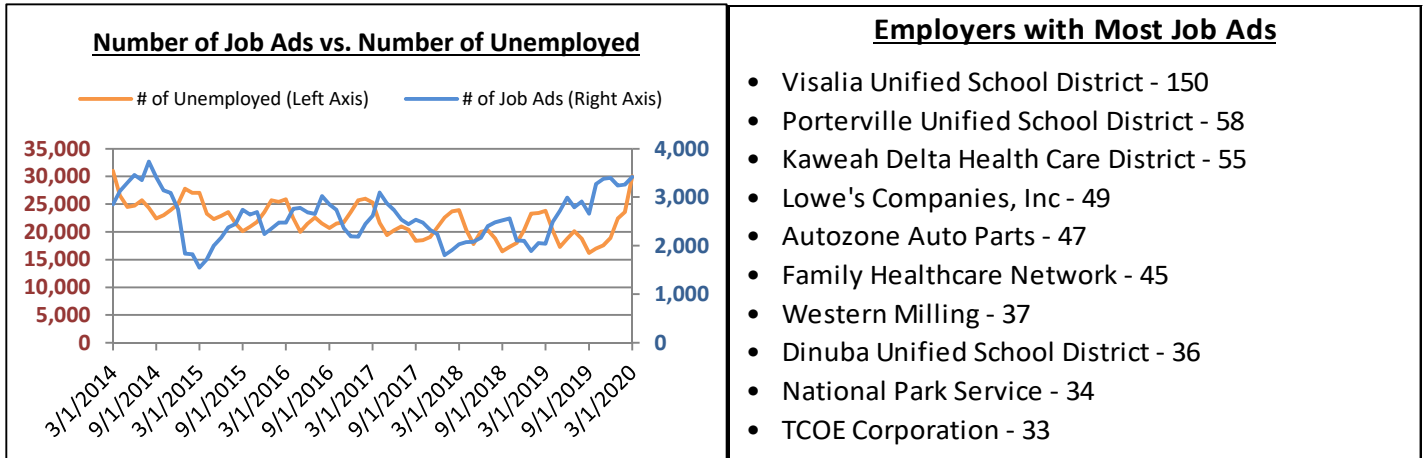 Number of Job Ads vs. Number of Unemployed
# of Unemployed (Left Axis) # of Job Ads (Right Axis)
35,000
30,000
25,000
20,000
15,000
10,000
5,000
0
4,000
3,000
2,000
1,000
0
3/1/2014
9/1/2014
3/1/2015
9/1/2015
3/1/2016
9/1/2016
3/1/2017
9/1/2017
3/1/2018
9/1/2018
3/1/2019
9/1/2019
3/1/2020
Employers with Most Job Ads
• Visalia Unified School District - 150
• Porterville Unified School District - 58
• Kaweah Delta Health Care District - 55
• Lowe's Companies, Inc - 49
• Autozone Auto Parts - 47
• Family Healthcare Network - 45
• Western Milling - 37
• Dinuba Unified School District - 36
• National Park Service - 34
• TCOE Corporation - 33